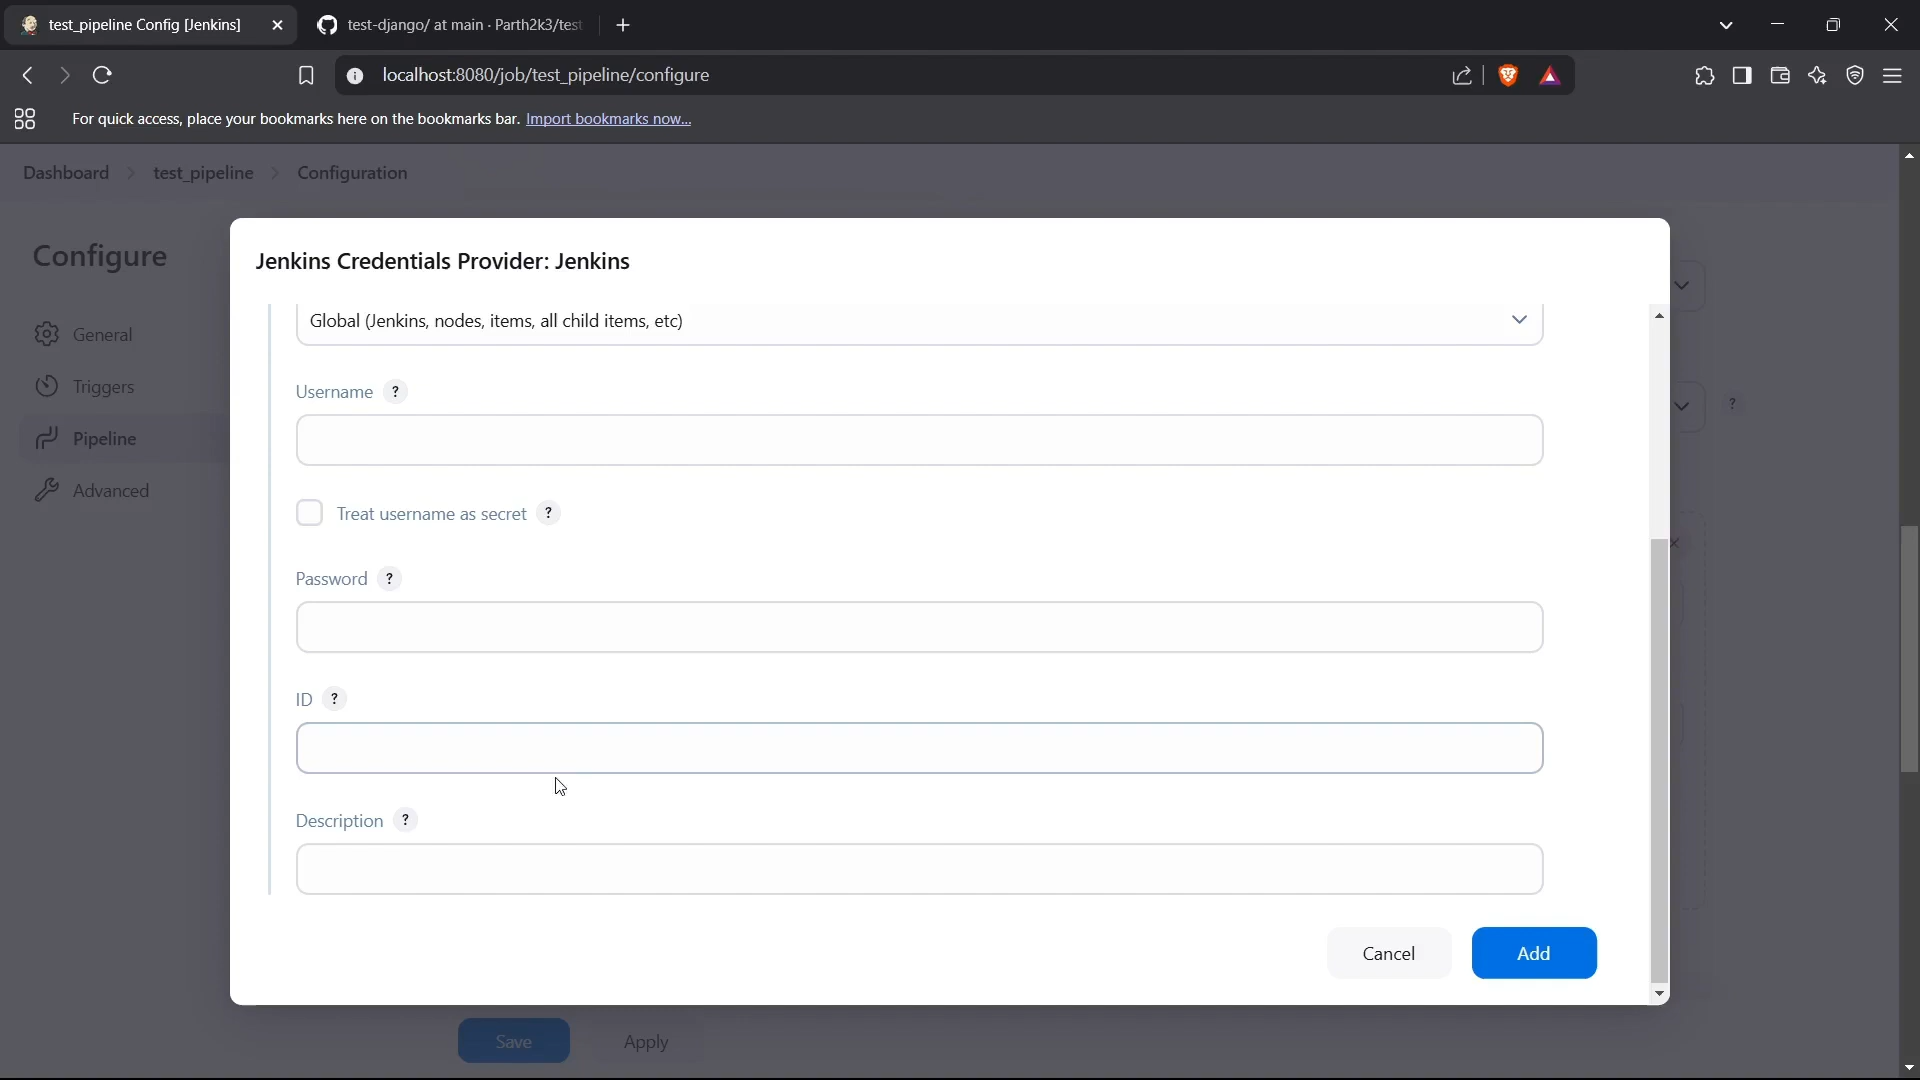 test_pipeline Config [Jenkins]
test-django/ at main · Parth2k3/test
localhost:8080/job/test_pipeline/configure
For quick access, place your bookmarks here on the bookmarks bar. Import bookmarks now...
Dashboard > test_pipeline > Configuration
Configure
General
Triggers
Pipeline
Advanced
Jenkins Credentials Provider: Jenkins
Global (Jenkins, nodes, items, all child items, etc)
Username ?
Treat username as secret ?
Password ?
ID ?
Description ?
Cancel
Add
?
Save
Apply